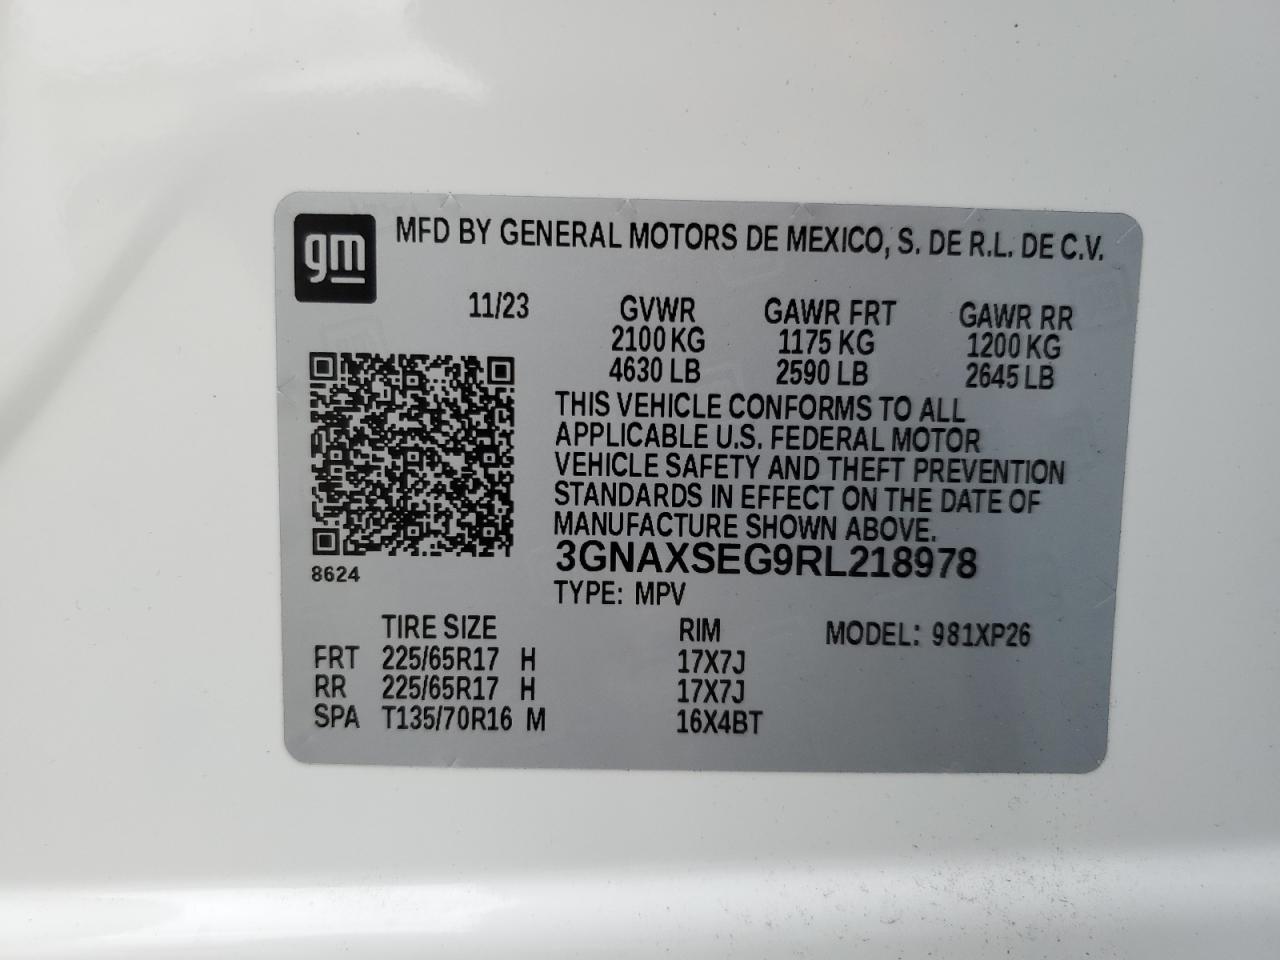 gm
MFD BY GENERAL MOTORS DE MEXICO, S. DE R.L. DE C.V.
11/23 GVWR GAWR FRT GAWR RR
2100 KG 1175 KG 1200 KG
4630 LB 2590 LB 2645 LB
THIS VEHICLE CONFORMS TO ALL
APPLICABLE U.S. FEDERAL MOTOR
VEHICLE SAFETY AND THEFT PREVENTION
STANDARDS IN EFFECT ON THE DATE OF
MANUFACTURE SHOWN ABOVE.
3GNAXSEG9RL218978
8624
TYPE: MPV
TIRE SIZE RIM MODEL: 981XP26
FRT 225/65R17 H 17X7J
RR 225/65R17 H 17X7J
SPA T135/70R16 M 16X4BT